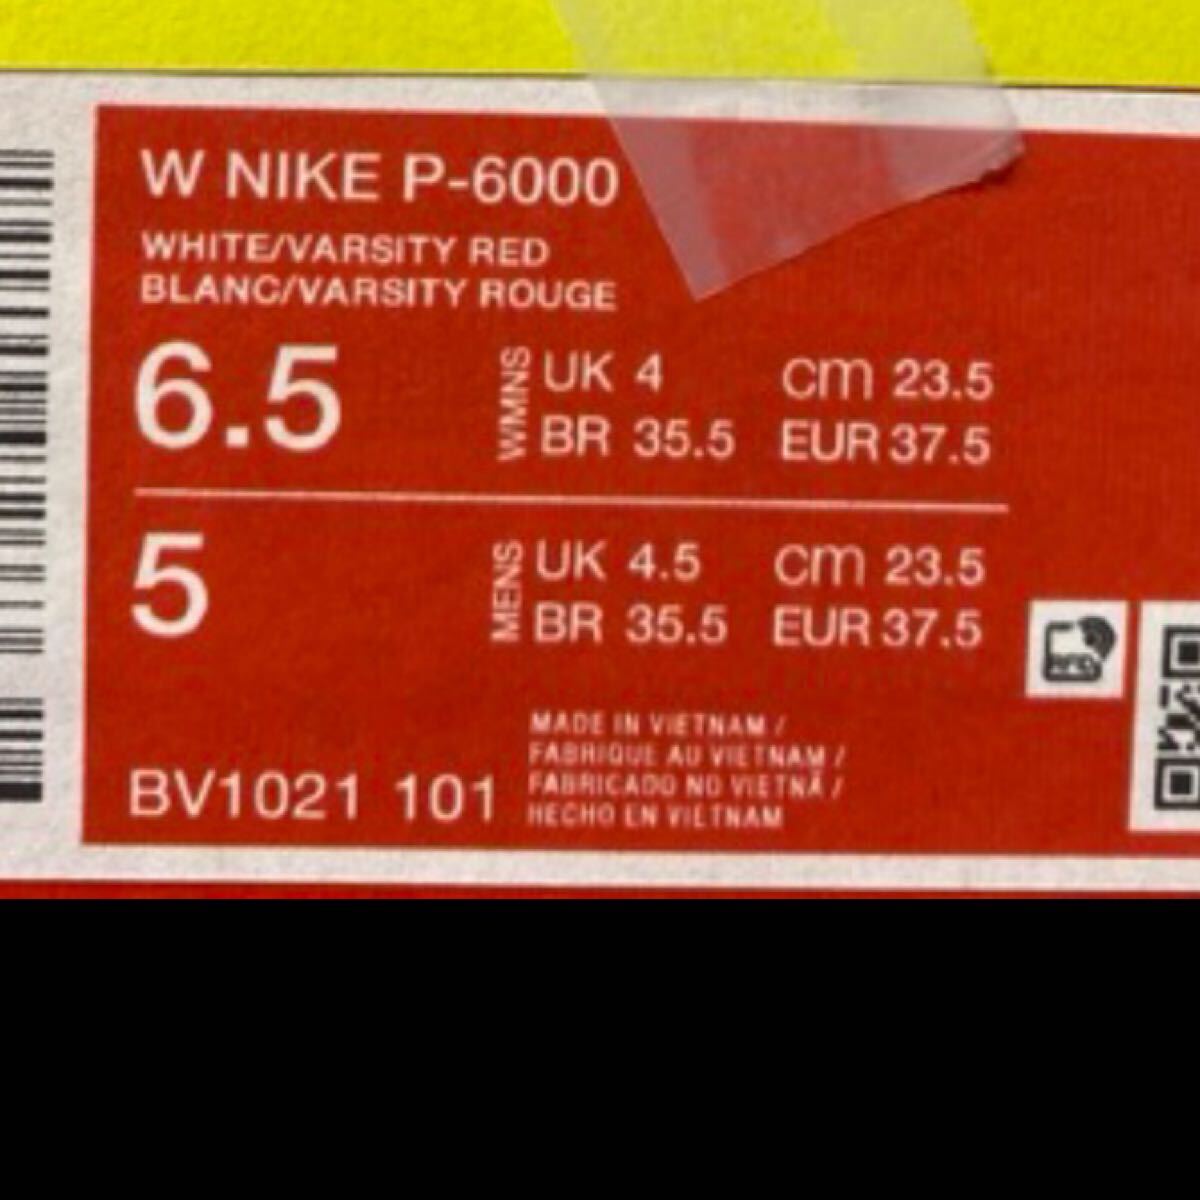 W NIKE P-6000
WHITE/VARSITY RED
BLANC/VARSITY ROUGE
6.5 WMNS UK 4 cm 23.5
BR 35.5 EUR 37.5
5 MENS UK 4.5 cm 23.5
BR 35.5 EUR 37.5
MADE IN VIETNAM /
FABRIQUE AU VIETNAM /
FABRICADO NO VIETNÃ /
HECHO EN VIETNAM
BV1021 101